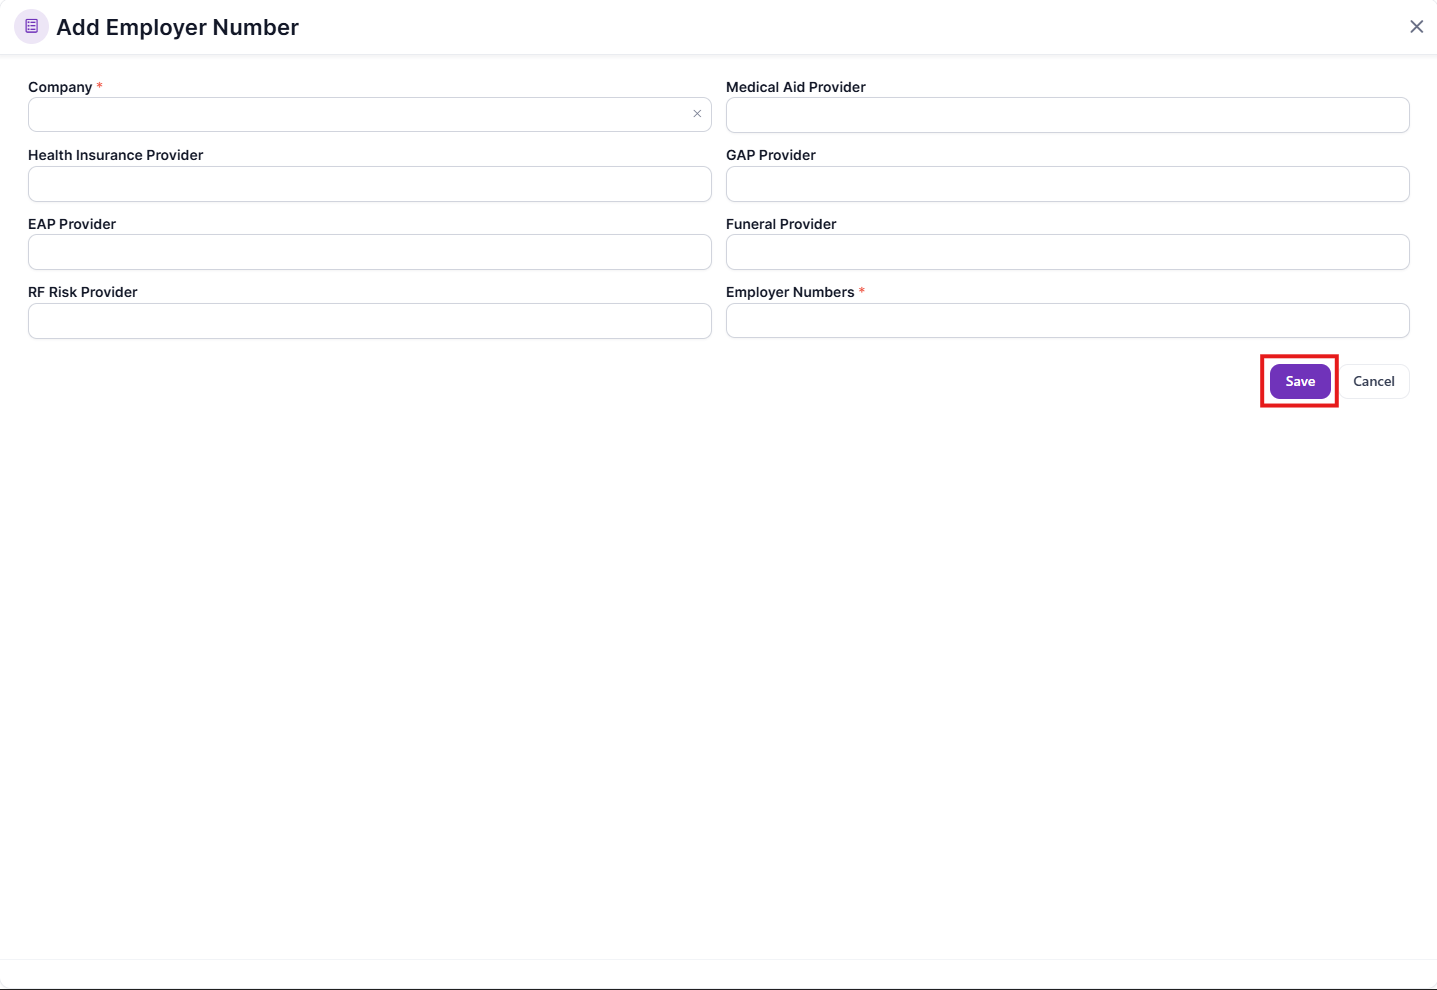 Add Employer Number
Company *
Medical Aid Provider
Health Insurance Provider
GAP Provider
EAP Provider
Funeral Provider
RF Risk Provider
Employer Numbers *
Save
Cancel